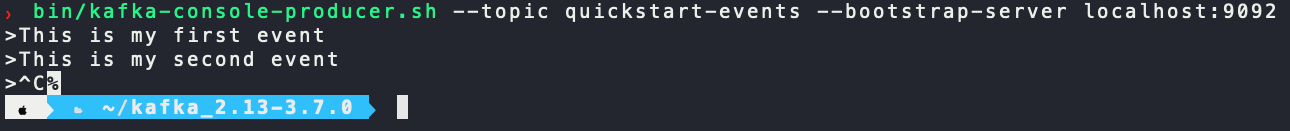 › bin/kafka-console-producer.sh --topic quickstart-events --bootstrap-server localhost:9092
>This is my first event
>This is my second event
>^C%
~/kafka_2.13-3.7.0